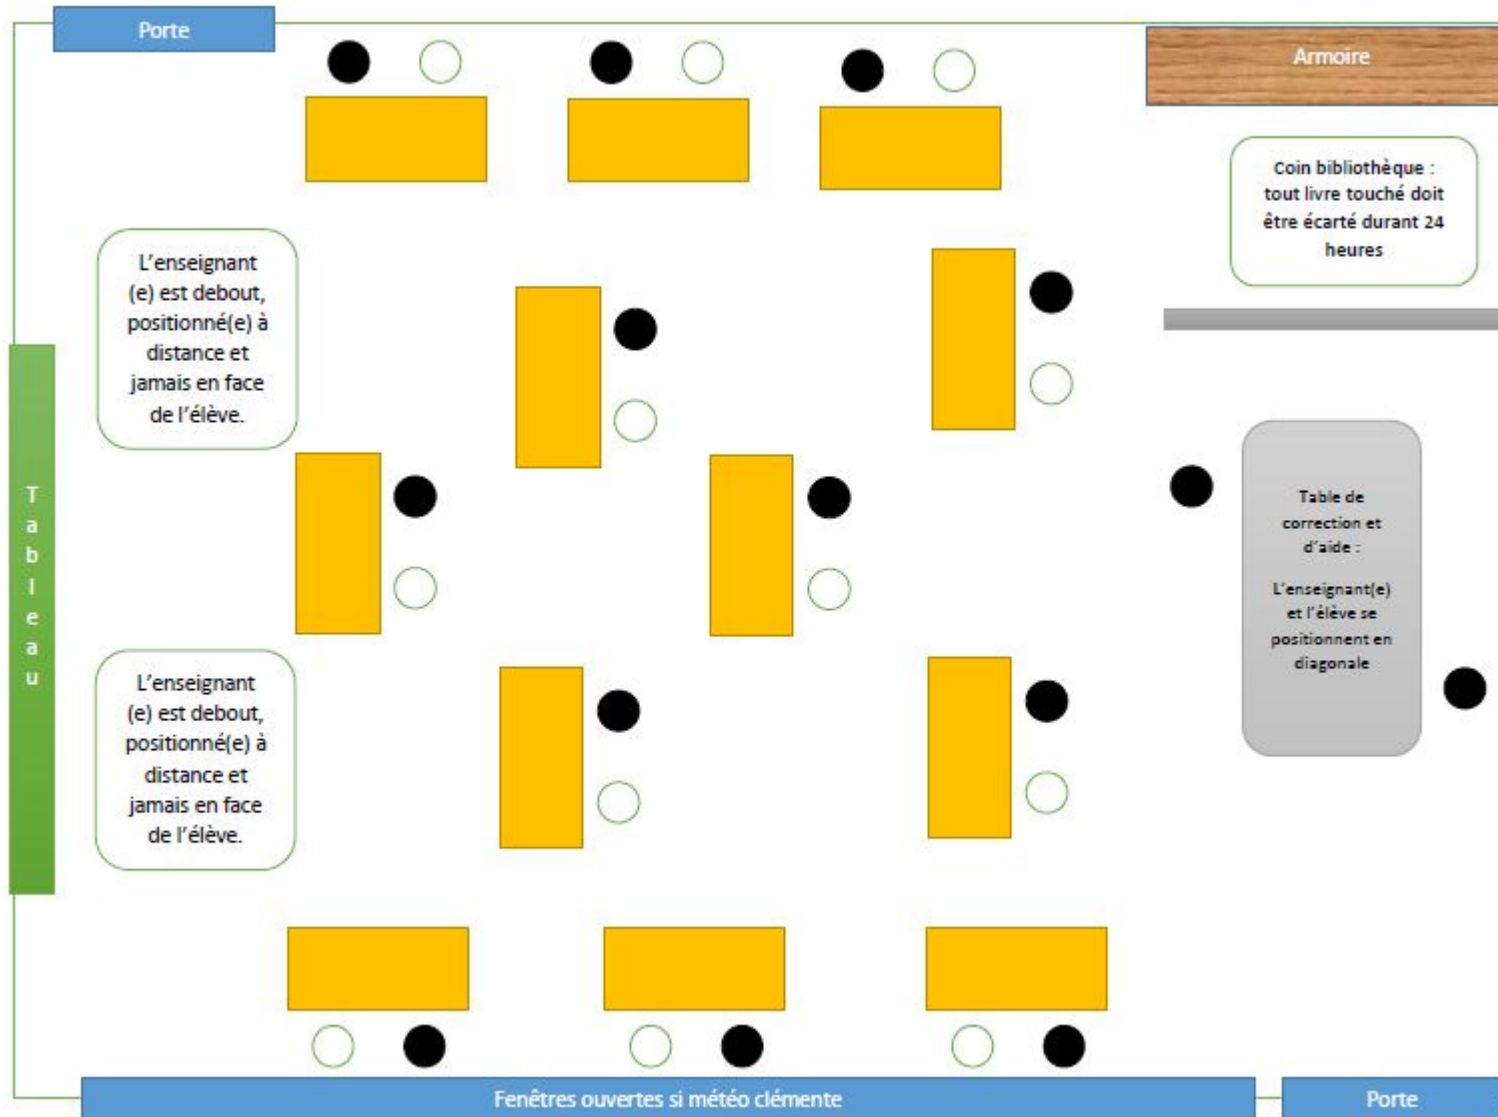 Porte
Armoire
Coin bibliothèque :
tout livre touché doit
être écarté durant 24
heures
L'enseignant
(e) est debout,
positionné(e) à
distance et
jamais en face
de l'élève.
Tableau
Table de
correction et
d'aide :
L'enseignant(e)
et l'élève se
positionnent en
diagonale
L'enseignant
(e) est debout,
positionné(e) à
distance et
jamais en face
de l'élève.
Fenêtres ouvertes si météo clémente
Porte